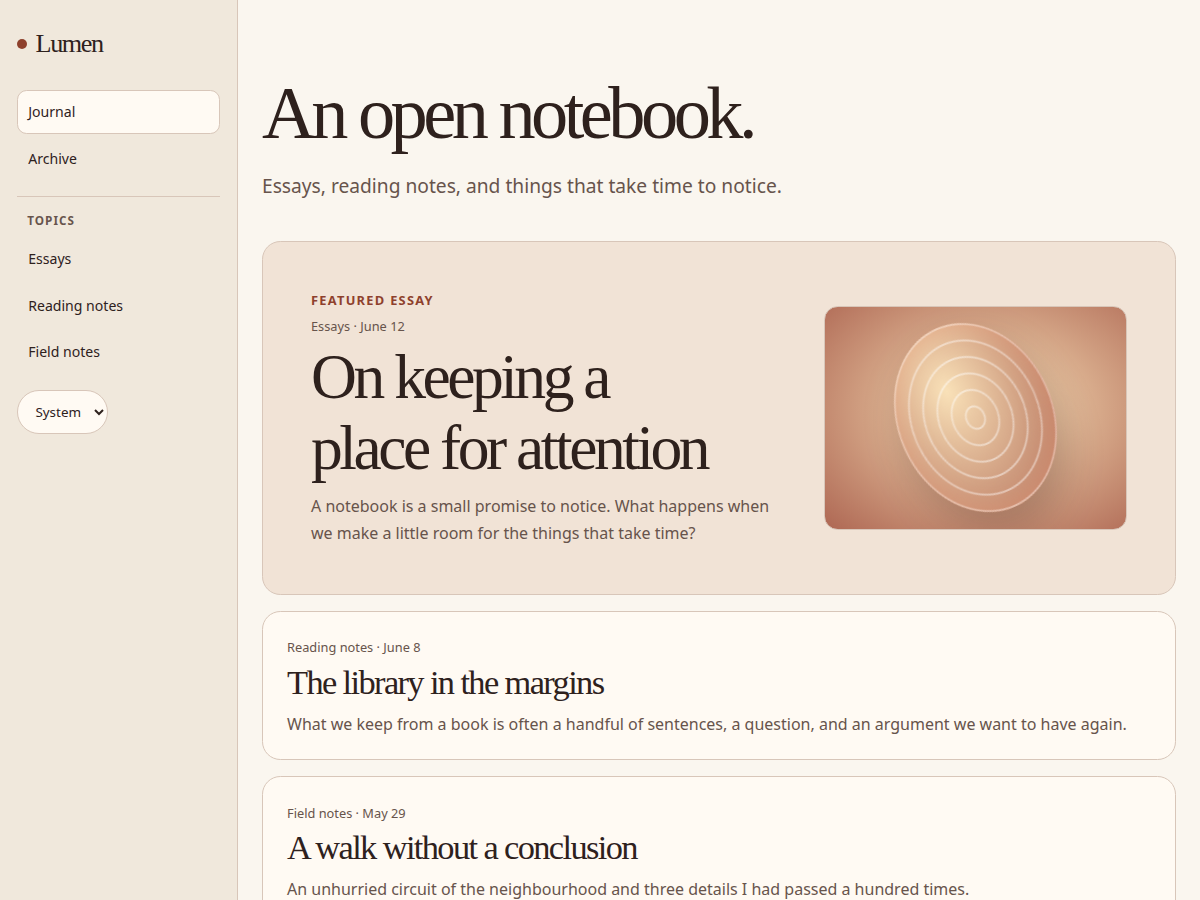 Lumen
Journal
Archive
TOPICS
Essays
Reading notes
Field notes
System
An open notebook.
Essays, reading notes, and things that take time to notice.
FEATURED ESSAY
Essays · June 12
On keeping a
place for attention
A notebook is a small promise to notice. What happens when
we make a little room for the things that take time?
Reading notes · June 8
The library in the margins
What we keep from a book is often a handful of sentences, a question, and an argument we want to have again.
Field notes · May 29
A walk without a conclusion
An unhurried circuit of the neighbourhood and three details I had passed a hundred times.